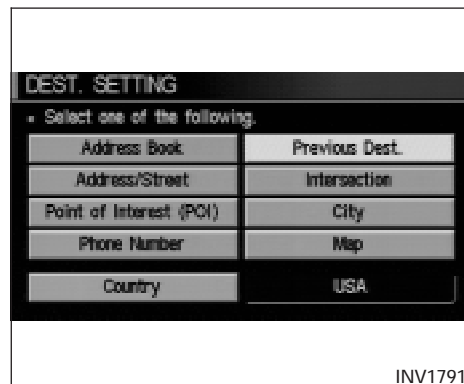 DEST. SETTING
Select one of the following.
Address Book
Previous Dest.
Address/Street
Intersection
Point of Interest (POI)
City
Phone Number
Map
Country
USA
INV1791